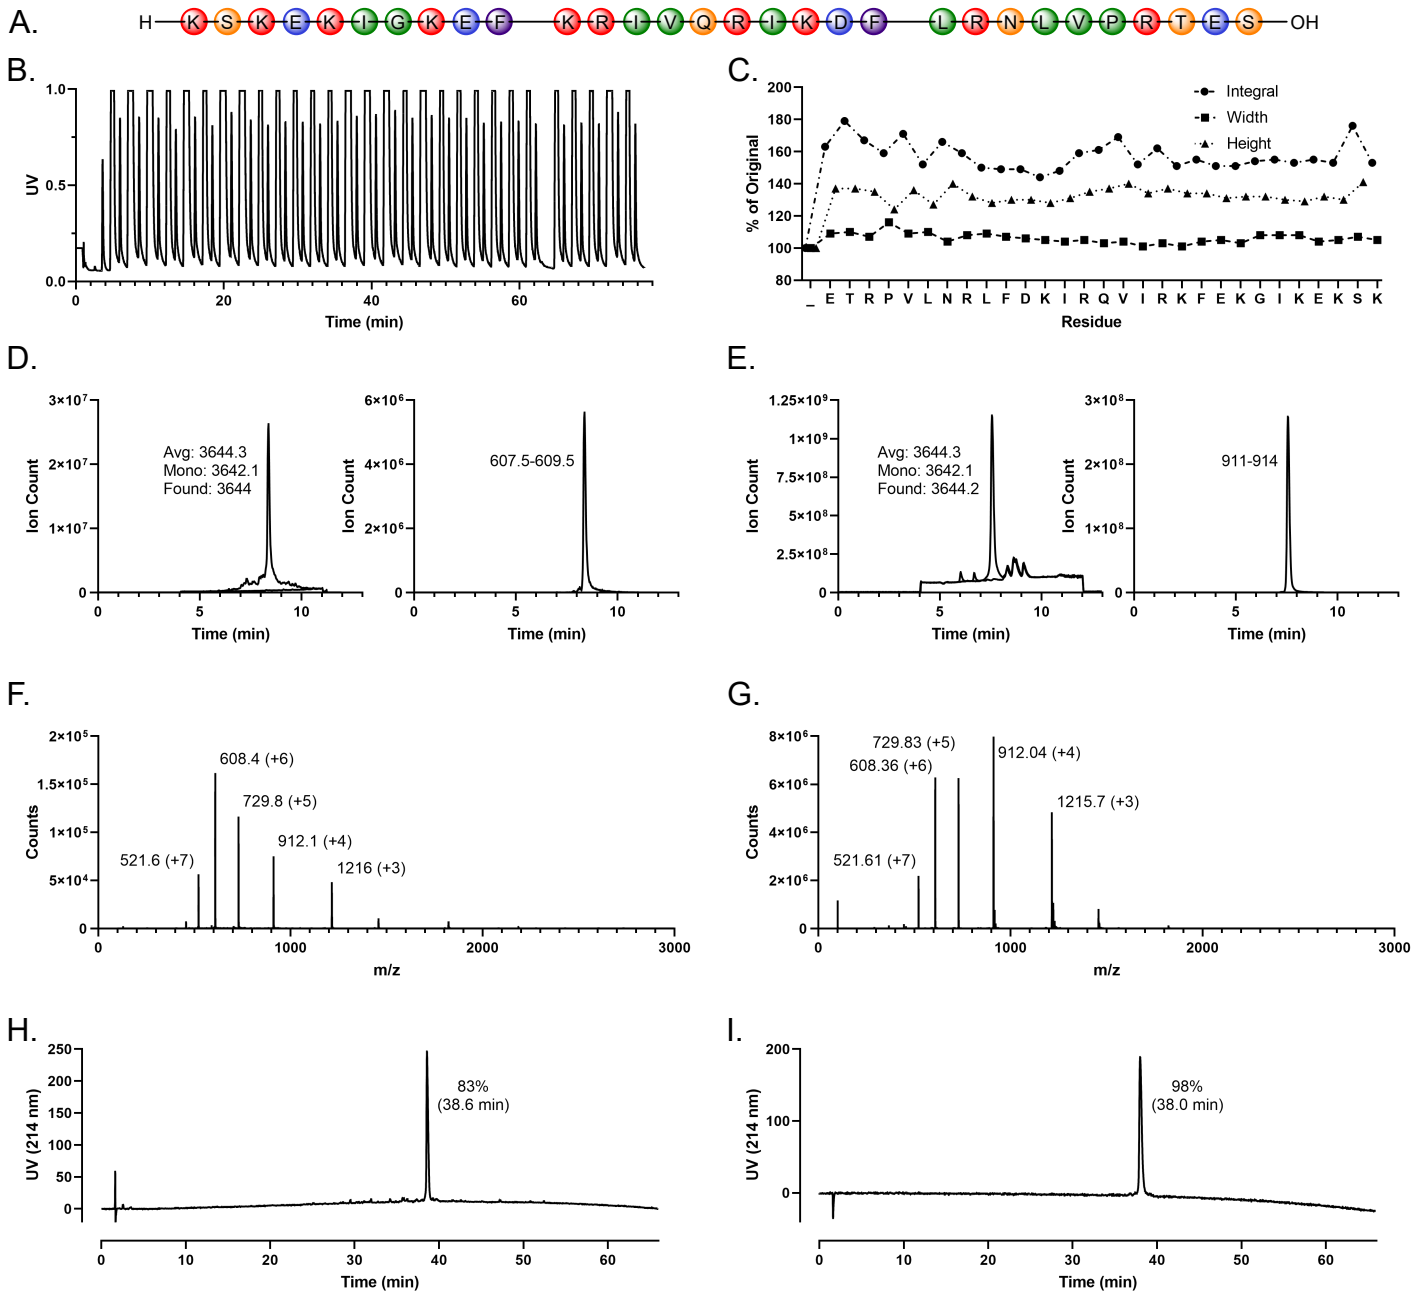 A.
H K S K E K I G K E F K R I V Q R I K D F L R N L V P R T E S OH
B.
1.0
0.5
0.0
UV
0 20 40 60
Time (min)
C.
200
180
160
140
120
100
80
% of Original
Integral
Width
Height
_ E T R P V L N R L F D K I R Q V I R K F E K G I K E K S K
Residue
D.
3×10⁷
2×10⁷
1×10⁷
0
Ion Count
Avg: 3644.3
Mono: 3642.1
Found: 3644
0 5 10
Time (min)
6×10⁶
4×10⁶
2×10⁶
0
Ion Count
607.5-609.5
0 5 10
Time (min)
E.
1.25×10⁹
1×10⁹
7.5×10⁸
5×10⁸
2.5×10⁸
0
Ion Count
Avg: 3644.3
Mono: 3642.1
Found: 3644.2
0 5 10
Time (min)
3×10⁸
2×10⁸
1×10⁸
0
Ion Count
911-914
0 5 10
Time (min)
F.
2×10⁵
1.5×10⁵
1×10⁵
5×10⁴
0
Counts
608.4 (+6)
729.8 (+5)
912.1 (+4)
521.6 (+7)
1216 (+3)
0 1000 2000 3000
m/z
G.
8×10⁶
6×10⁶
4×10⁶
2×10⁶
0
Counts
729.83 (+5)
912.04 (+4)
608.36 (+6)
1215.7 (+3)
521.61 (+7)
0 1000 2000 3000
m/z
H.
250
200
150
100
50
0
UV (214 nm)
83%
(38.6 min)
0 10 20 30 40 50 60
Time (min)
I.
200
100
0
UV (214 nm)
98%
(38.0 min)
0 10 20 30 40 50 60
Time (min)